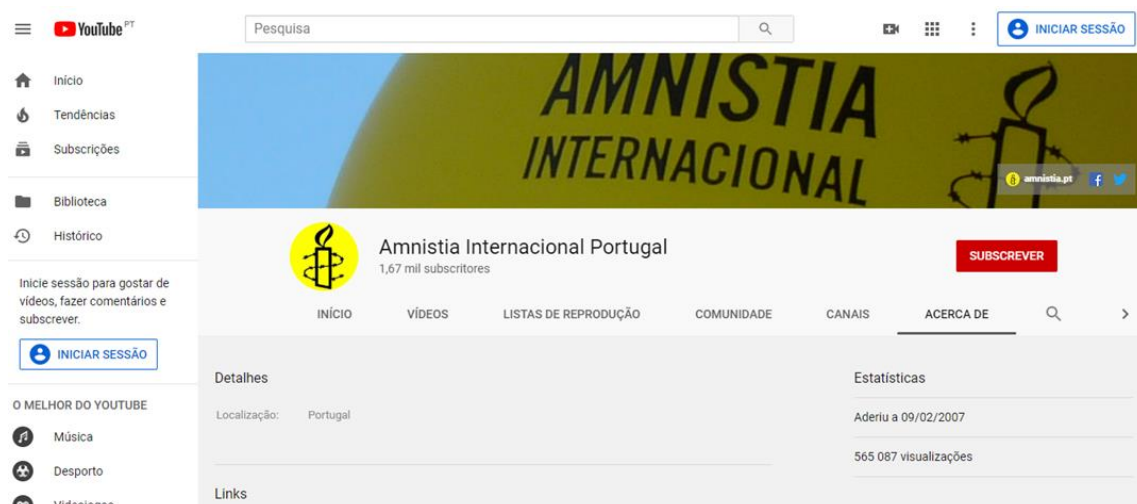 YouTube PT
Pesquisa
INICIAR SESSÃO
Início
Tendências
Subscrições
Biblioteca
Histórico
Inicie sessão para gostar de
vídeos, fazer comentários e
subscrever.
INICIAR SESSÃO
O MELHOR DO YOUTUBE
Música
Desporto
Videojogos
AMNISTIA
INTERNACIONAL
amnistia.pt
Amnistia Internacional Portugal
1,67 mil subscritores
SUBSCREVER
INÍCIO
VÍDEOS
LISTAS DE REPRODUÇÃO
COMUNIDADE
CANAIS
ACERCA DE
Detalhes
Localização: Portugal
Links
Estatísticas
Aderiu a 09/02/2007
565 087 visualizações